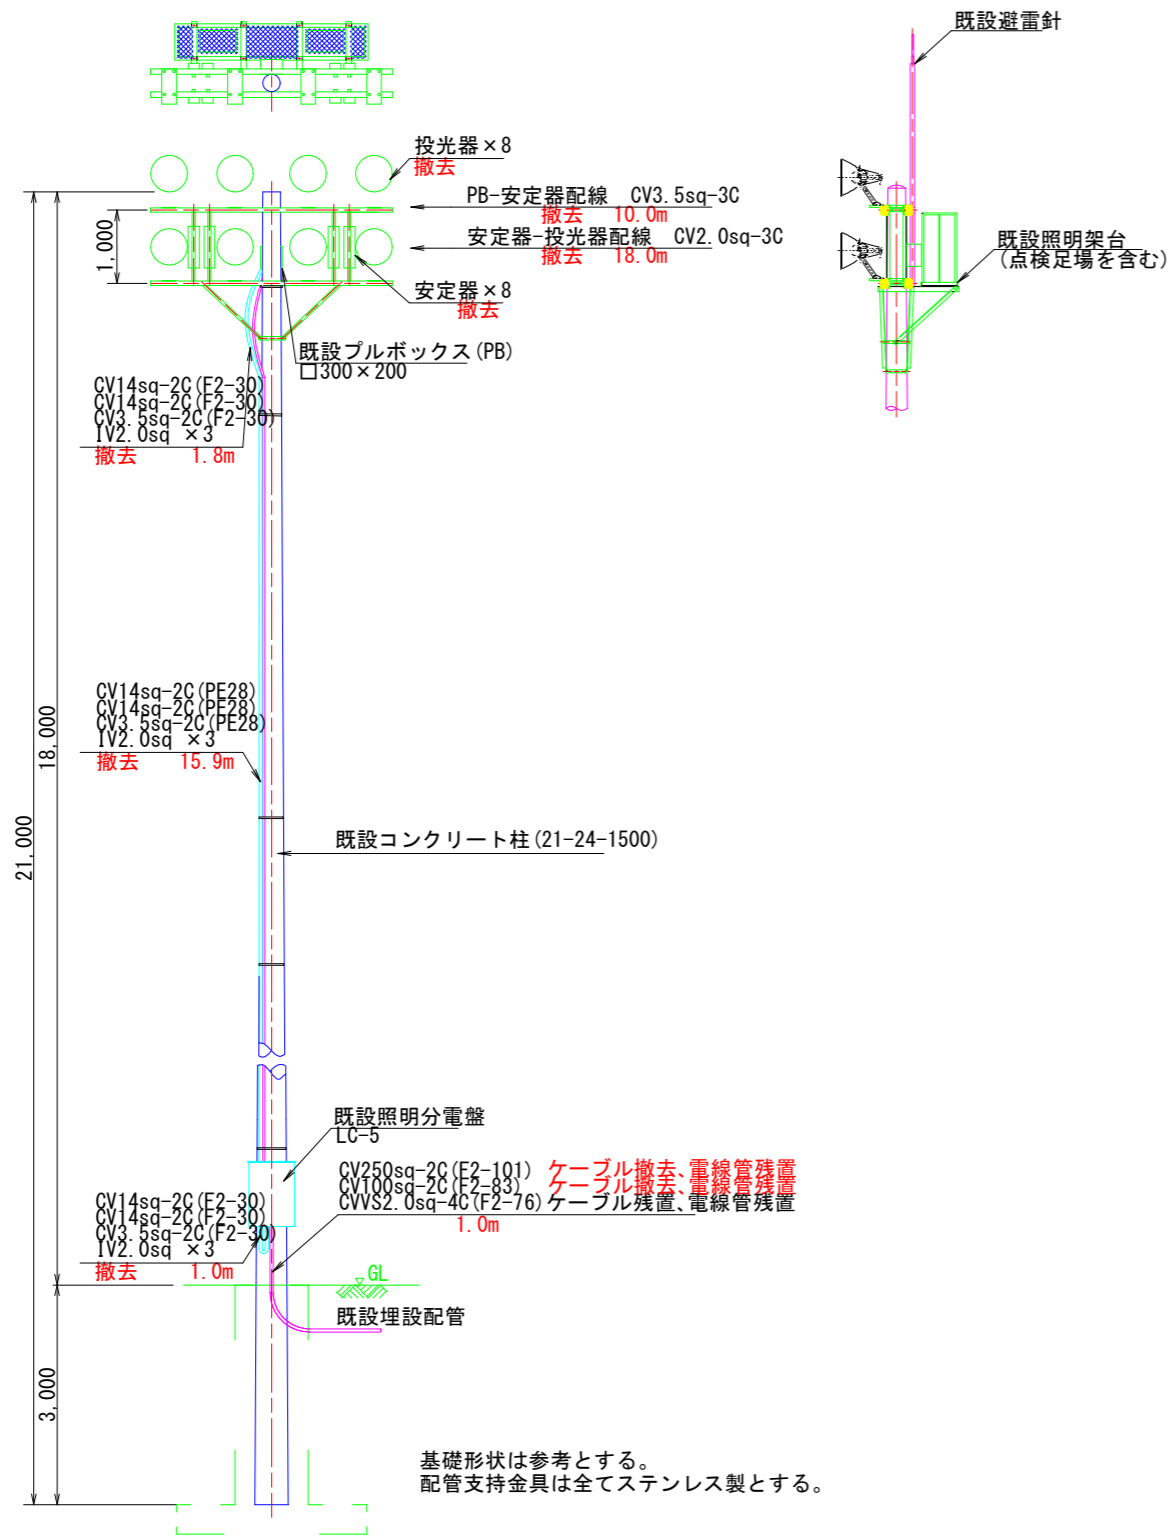 既設避雷針
投光器×8
撤去
PB-安定器配線 CV3.5sq-3C
撤去 10.0m
安定器-投光器配線 CV2.0sq-3C
撤去 18.0m
既設照明架台
(点検足場を含む)
1,000
安定器×8
撤去
既設プルボックス(PB)
□300×200
CV14sq-2C(F2-30)
CV14sq-2C(F2-30)
CV3.5sq-2C(F2-30)
IV2.0sq ×3
撤去 1.8m
CV14sq-2C(PE28)
CV14sq-2C(PE28)
CV3.5sq-2C(PE28)
IV2.0sq ×3
撤去 15.9m
18,000
21,000
既設コンクリート柱(21-24-1500)
既設照明分電盤
LC-5
CV250sq-2C(F2-101) ケーブル撤去、電線管残置
CV100sq-2C(F2-83) ケーブル撤去、電線管残置
CVVS2.0sq-4C(F2-76)ケーブル残置、電線管残置
1.0m
CV14sq-2C(F2-30)
CV14sq-2C(F2-30)
CV3.5sq-2C(F2-30)
IV2.0sq ×3
撤去 1.0m
GL
既設埋設配管
3,000
基礎形状は参考とする。
配管支持金具は全てステンレス製とする。